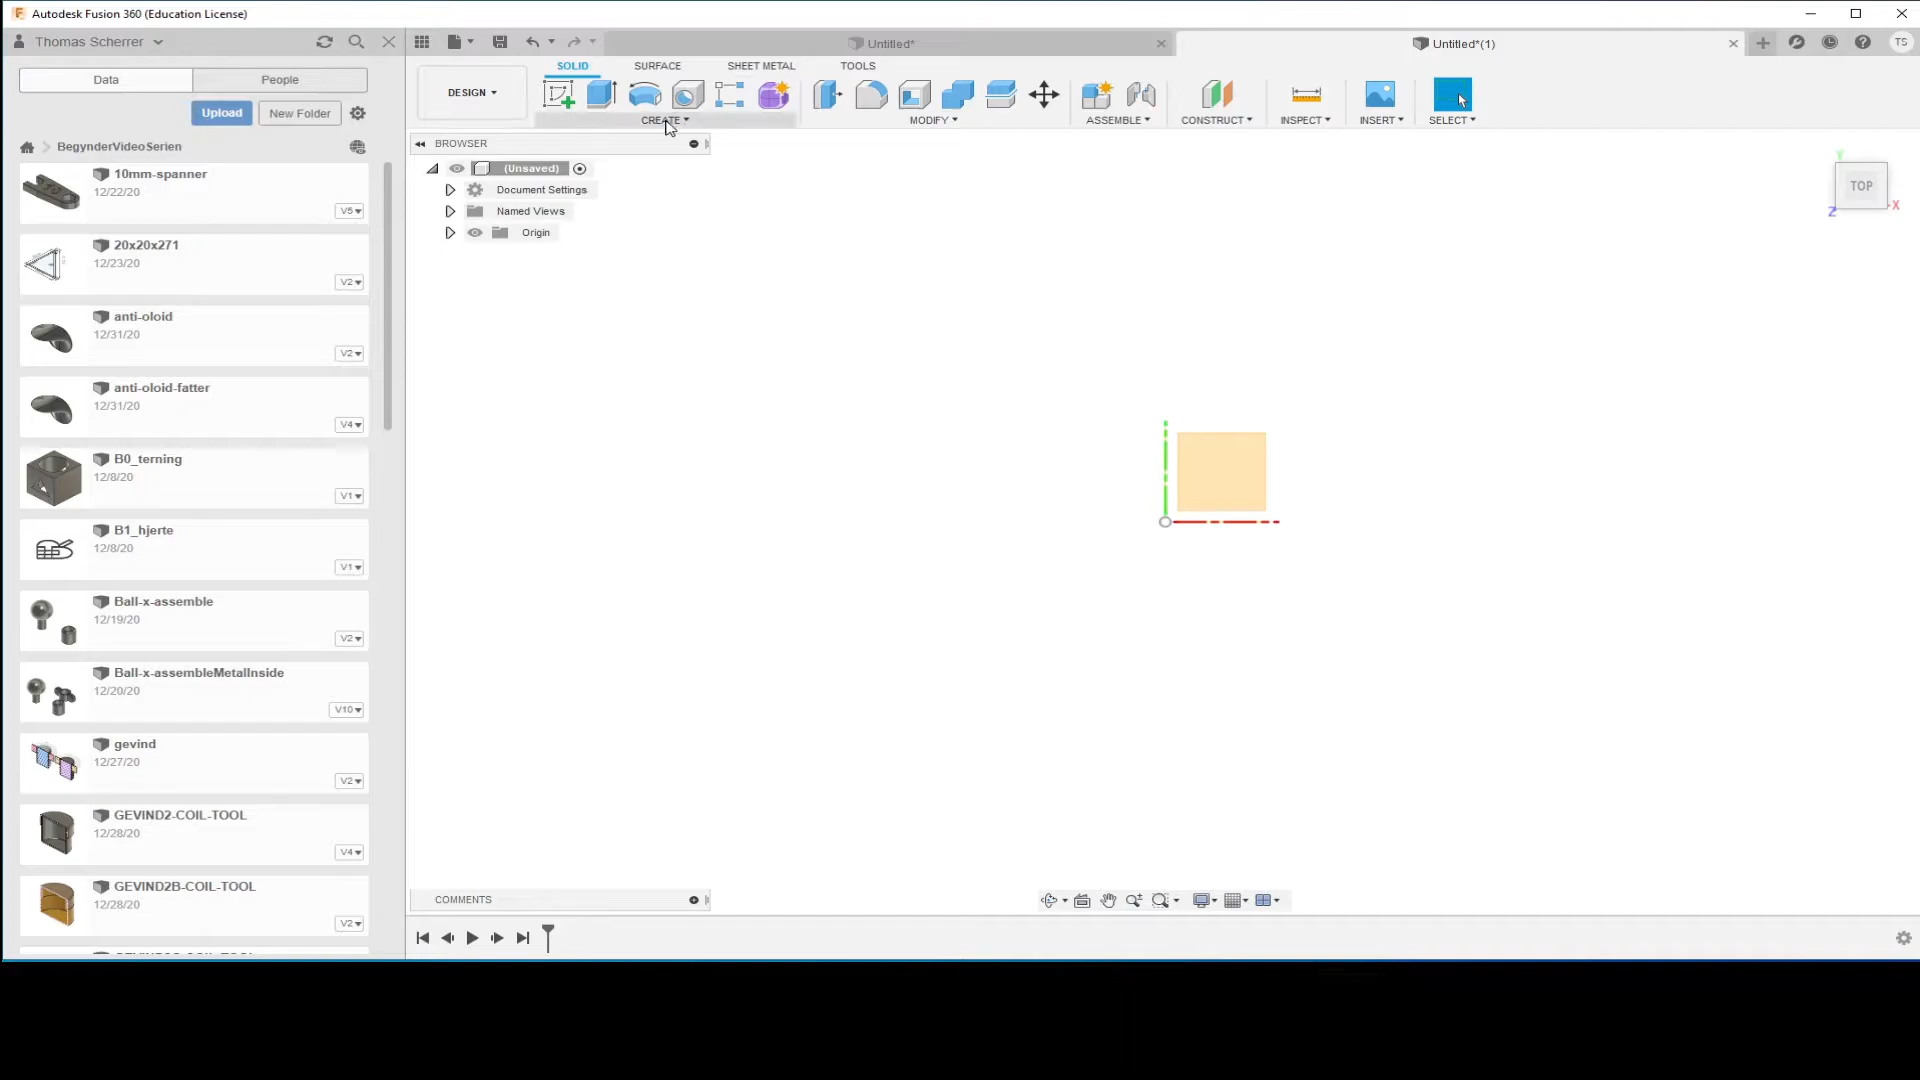 Autodesk Fusion 360 (Education License)
Thomas Scherrer
Untitled*
Untitled*(1)
TS
Data
People
SOLID
SURFACE
SHEET METAL
TOOLS
DESIGN
Upload
New Folder
CREATE
MODIFY
ASSEMBLE
CONSTRUCT
INSPECT
INSERT
SELECT
BegynderVideoSerien
BROWSER
(Unsaved)
Document Settings
Named Views
Origin
Y
TOP
Z
X
10mm-spanner
12/22/20
V5
20x20x271
12/23/20
V2
anti-oloid
12/31/20
V2
anti-oloid-fatter
12/31/20
V4
B0_terning
12/8/20
V1
B1_hjerte
12/8/20
V1
Ball-x-assemble
12/19/20
V2
Ball-x-assembleMetalInside
12/20/20
V10
gevind
12/27/20
V2
GEVIND2-COIL-TOOL
12/28/20
V4
GEVIND2B-COIL-TOOL
12/28/20
V2
COMMENTS